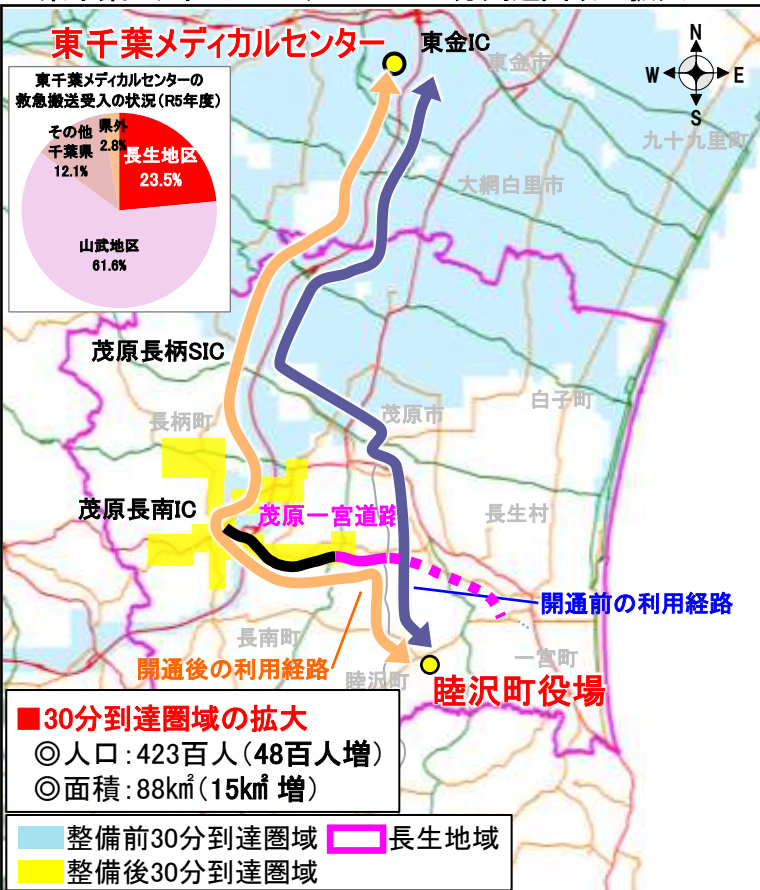 東千葉メディカルセンター
東金IC
東金市
N
W
E
S
東千葉メディカルセンターの
救急搬送受入の状況(R5年度)
その他
千葉県
12.1%
県外
2.8%
長生地区
23.5%
山武地区
61.6%
九十九里町
大網白里市
茂原長柄SIC
長柄町
茂原市
白子町
茂原長南IC
茂原一宮道路
長生村
開通前の利用経路
長南町
開通後の利用経路
睦沢町
一宮町
睦沢町役場
■30分到達圏域の拡大
◎人口:423百人(48百人増)
◎面積:88k㎡(15k㎡ 増)
整備前30分到達圏域
長生地域
整備後30分到達圏域